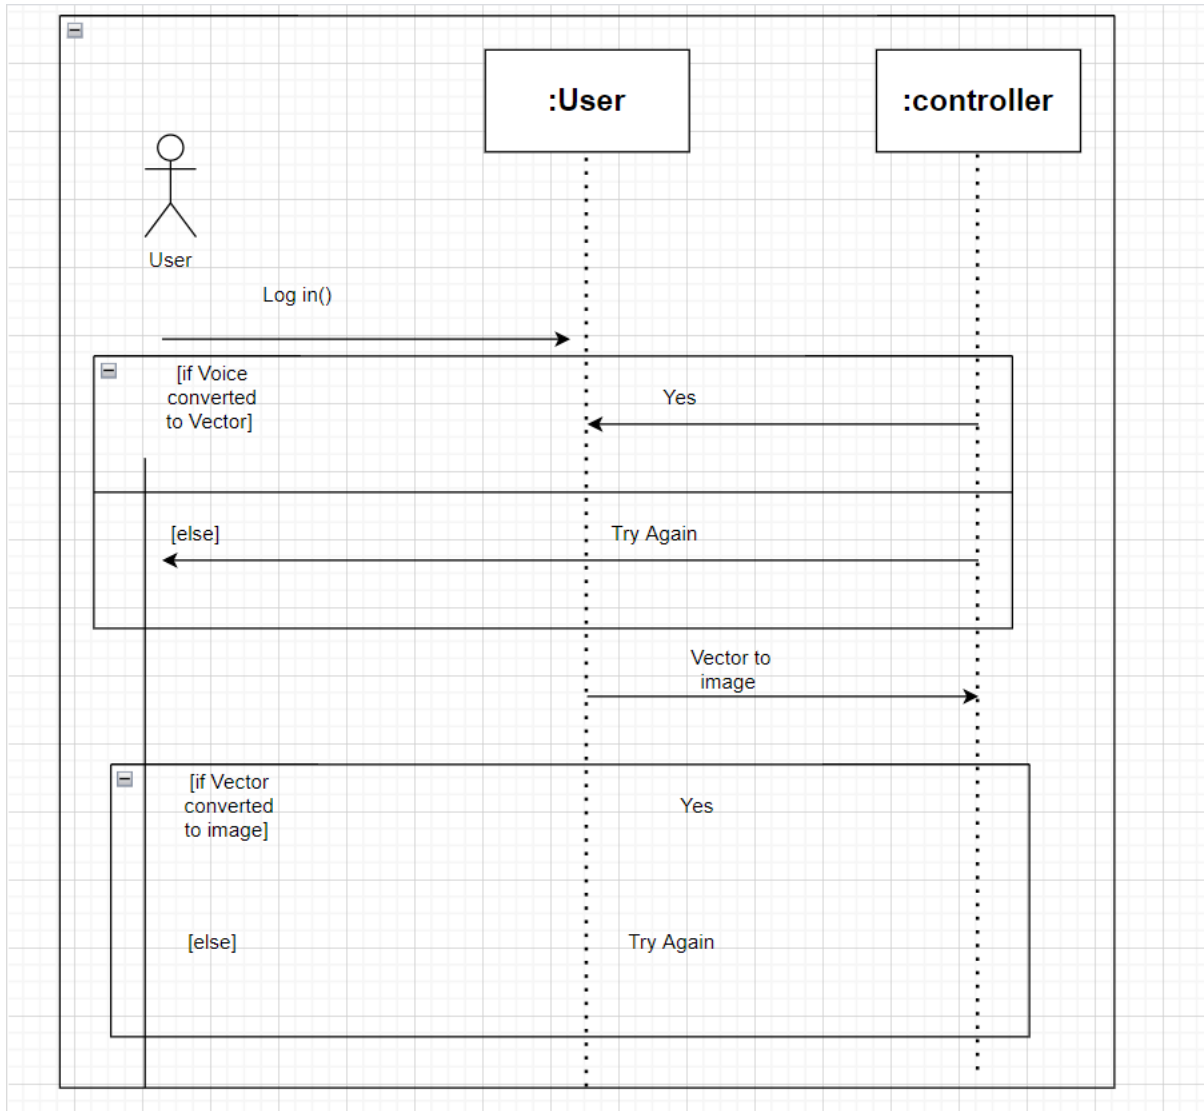 :User
:controller
User
Log in()
[if Voice
converted
to Vector]
Yes
[else]
Try Again
Vector to
image
[if Vector
converted
to image]
Yes
[else]
Try Again